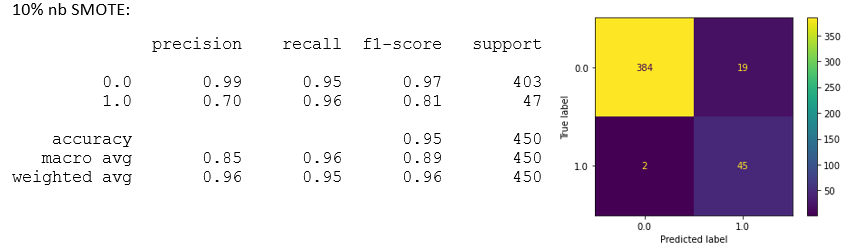 10% nb SMOTE:
precision recall f1-score support
0.0 0.99 0.95 0.97 403
1.0 0.70 0.96 0.81 47
accuracy 0.95 450
macro avg 0.85 0.96 0.89 450
weighted avg 0.96 0.95 0.96 450
True label
0.0
1.0
384 19
2 45
0.0 1.0
Predicted label
350
300
250
200
150
100
50